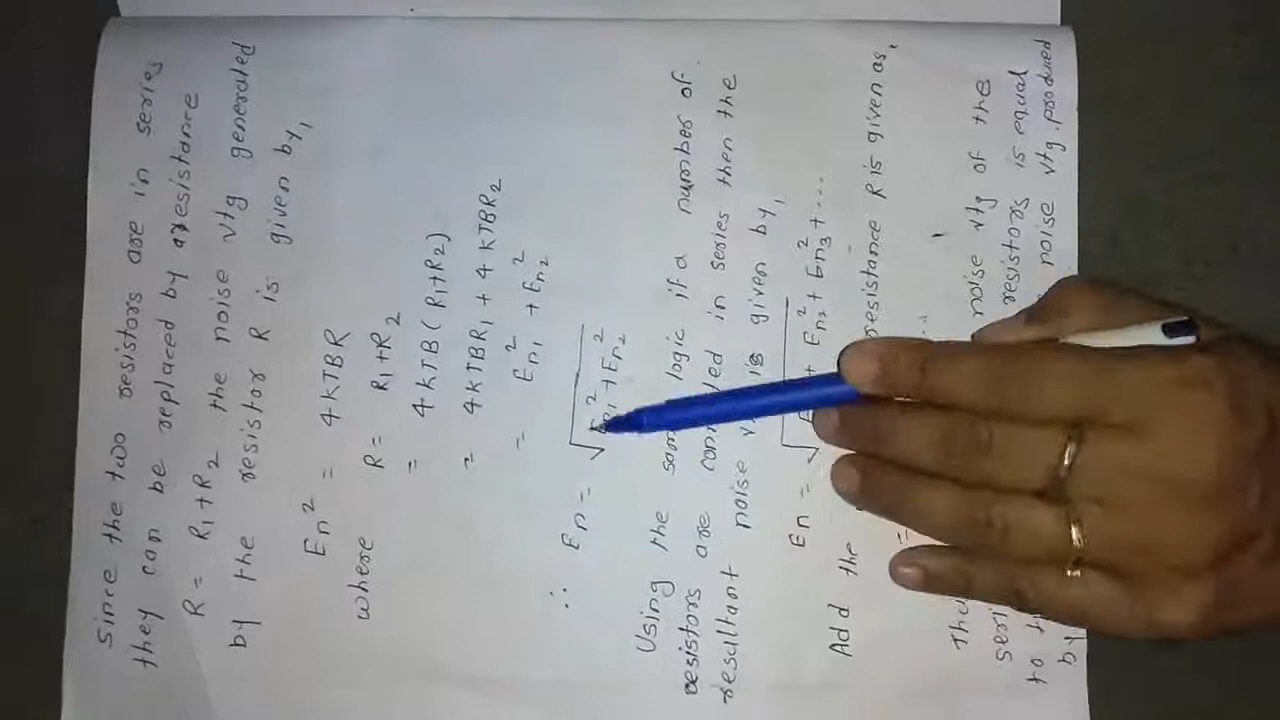 Since the two resistors are in series
they can be replaced by a resistance
R = R1 + R2 the noise vtg generated
by the resistor R is given by,
En² = 4KTBR
where R = R1 + R2
= 4KTB(R1+R2)
= 4KTBR1 + 4KTBR2
= En1² + En2²
∴ En = √En1² + En2²
Using the same logic if a number of
resistors are connected in series then the
resultant noise is given by,
En = + En2² + En3² + ....
Add the resistance R is given as,
=
noise vtg of the
resistors is equal
to noise vtg. produced
by